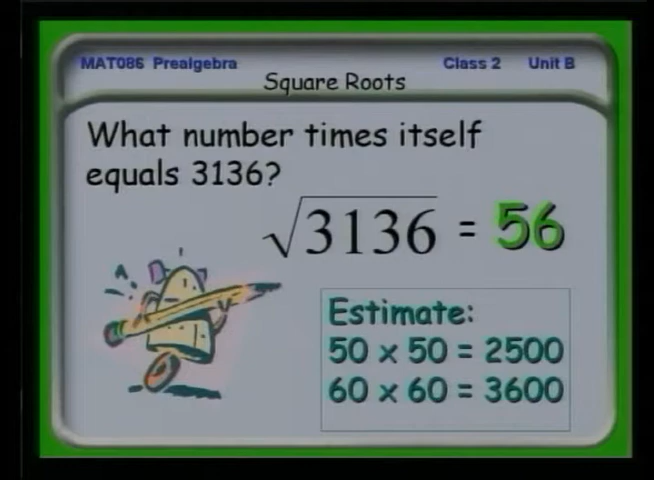 MAT086 Prealgebra Class 2 Unit B
Square Roots
What number times itself
equals 3136?
√3136 = 56
Estimate:
50 x 50 = 2500
60 x 60 = 3600